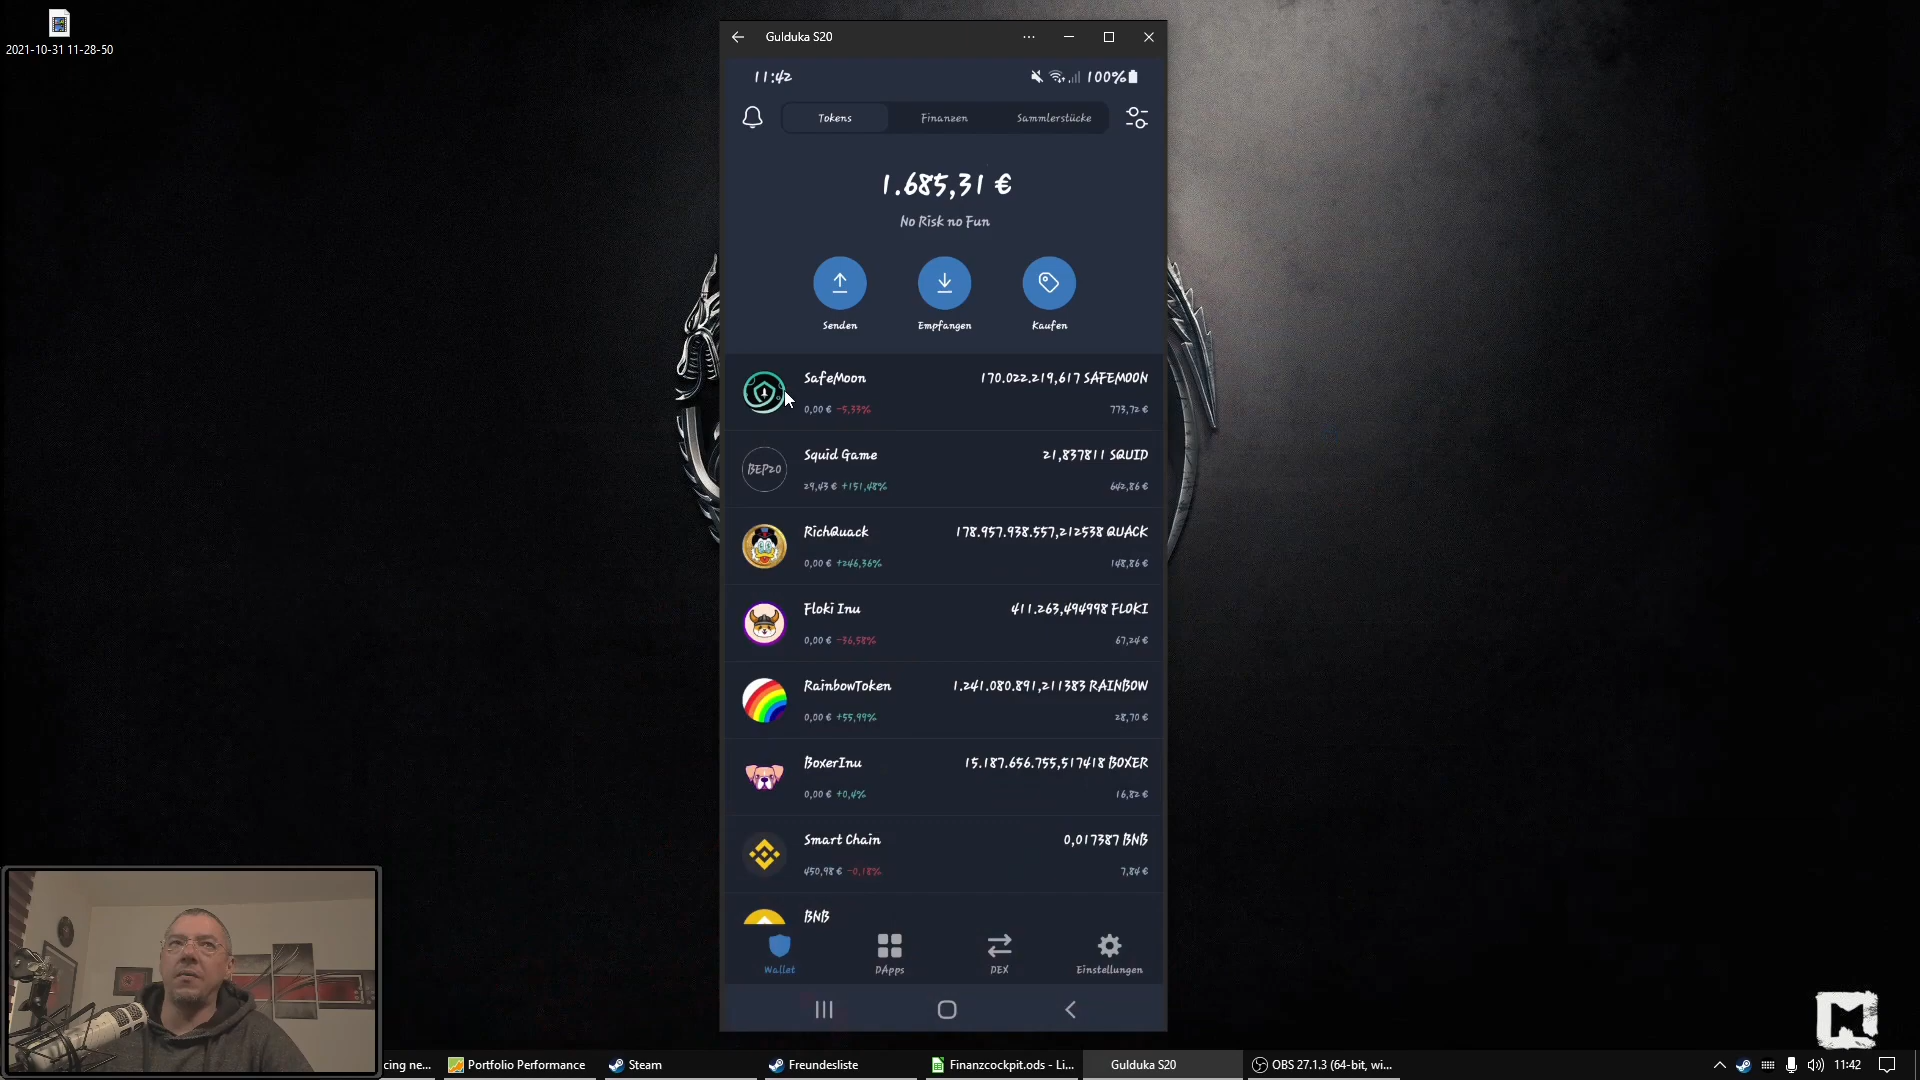 2021-10-31 11-28-50
Gulduka S20
11:42
100%
Tokens Finanzen Sammlerstücke
1.685,31 €
No Risk no Fun
Senden Empfangen Kaufen
SafeMoon 170.022.219,617 SAFEMOON
0,00 € -5,33% 773,72 €
BEP20
Squid Game 21,837811 SQUID
29,43 € +151,48% 642,86 €
RichQuack 178.957.938.557,212538 QUACK
0,00 € +246,36% 148,86 €
Floki Inu 411.263,494998 FLOKI
0,00 € -36,58% 67,24 €
RainbowToken 1.241.080.891,211383 RAINBOW
0,00 € +55,99% 28,70 €
BoxerInu 15.187.656.755,517418 BOXER
0,00 € +0,4% 16,82 €
Smart Chain 0,017387 BNB
450,98 € -0,18% 7,84 €
BNB
Wallet DApps DEX Einstellungen
cing ne... Portfolio Performance Steam Freundesliste Finanzcockpit.ods - Li... Gulduka S20 OBS 27.1.3 (64-bit, wi... 11:42